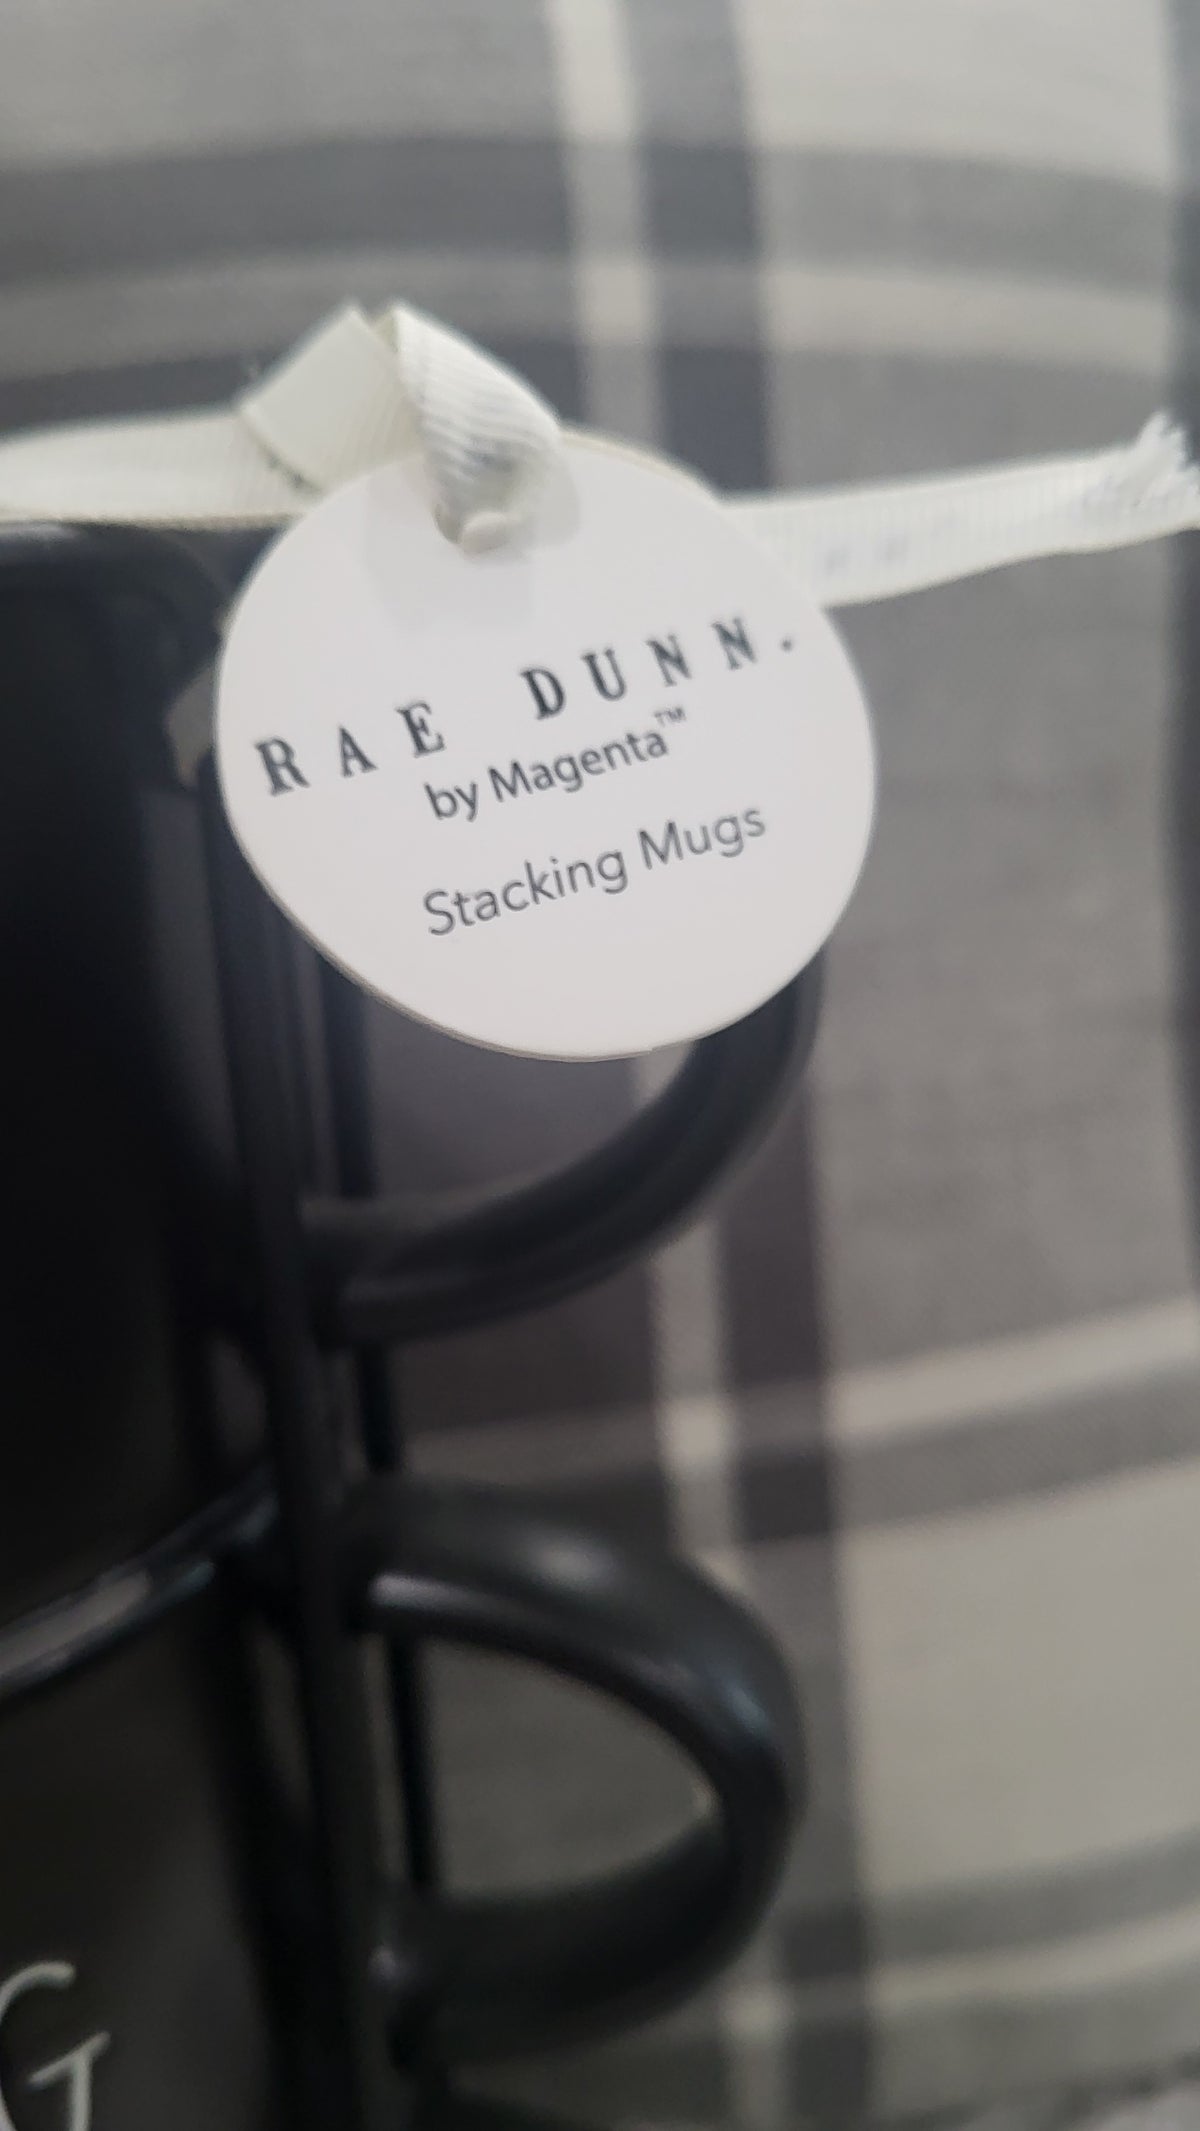 RAE DUNN.
by Magenta™
Stacking Mugs
G